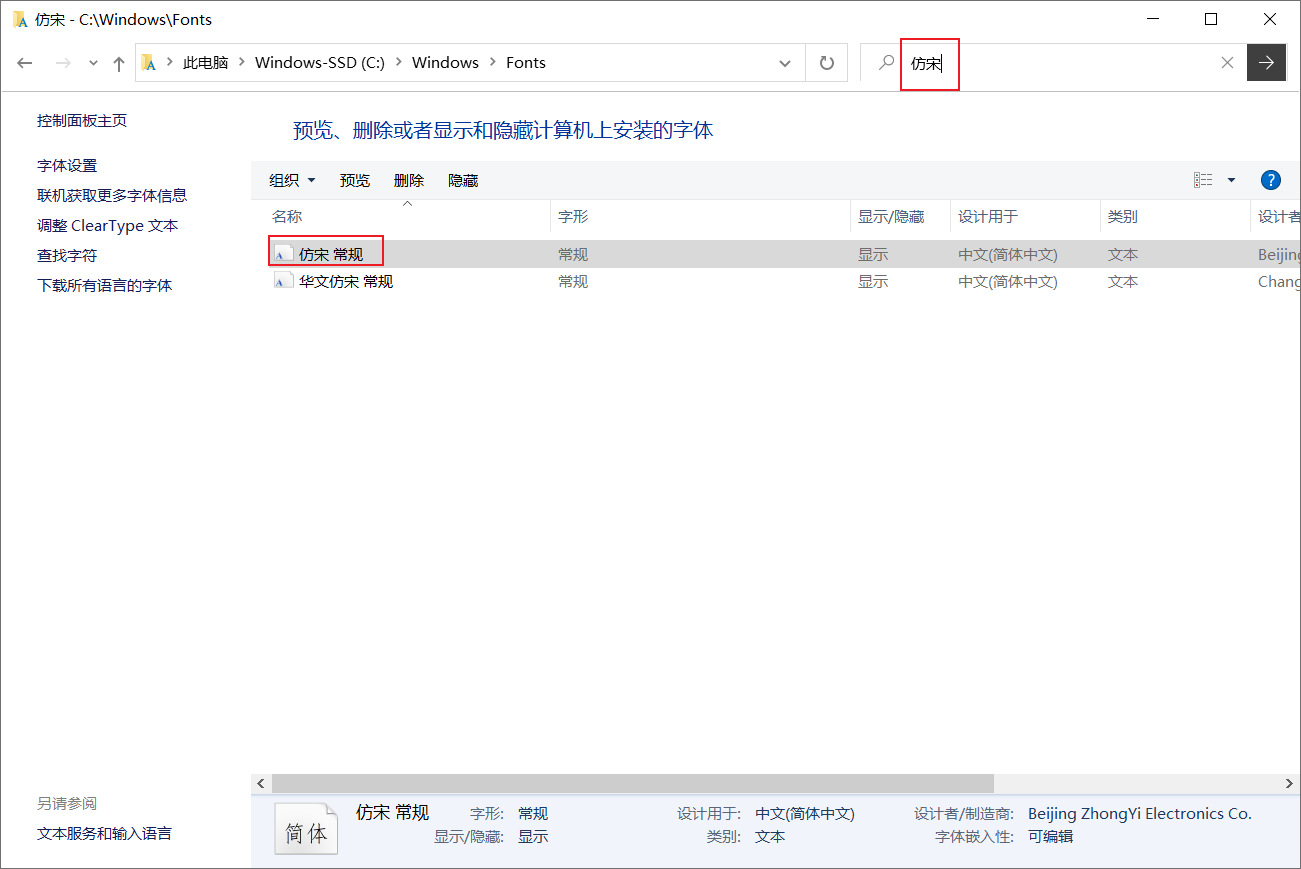 仿宋 - C:\Windows\Fonts
此电脑 Windows-SSD (C:) Windows Fonts
仿宋
控制面板主页
字体设置
联机获取更多字体信息
调整 ClearType 文本
查找字符
下载所有语言的字体
预览、删除或者显示和隐藏计算机上安装的字体
组织 预览 删除 隐藏
名称 字形 显示/隐藏 设计用于 类别 设计者
仿宋 常规 常规 显示 中文(简体中文) 文本 Beijing
华文仿宋 常规 常规 显示 中文(简体中文) 文本 Chang
另请参阅
文本服务和输入语言
简体
仿宋 常规 字形: 常规 设计用于: 中文(简体中文) 设计者/制造商: Beijing ZhongYi Electronics Co.
显示/隐藏: 显示 类别: 文本 字体嵌入性: 可编辑